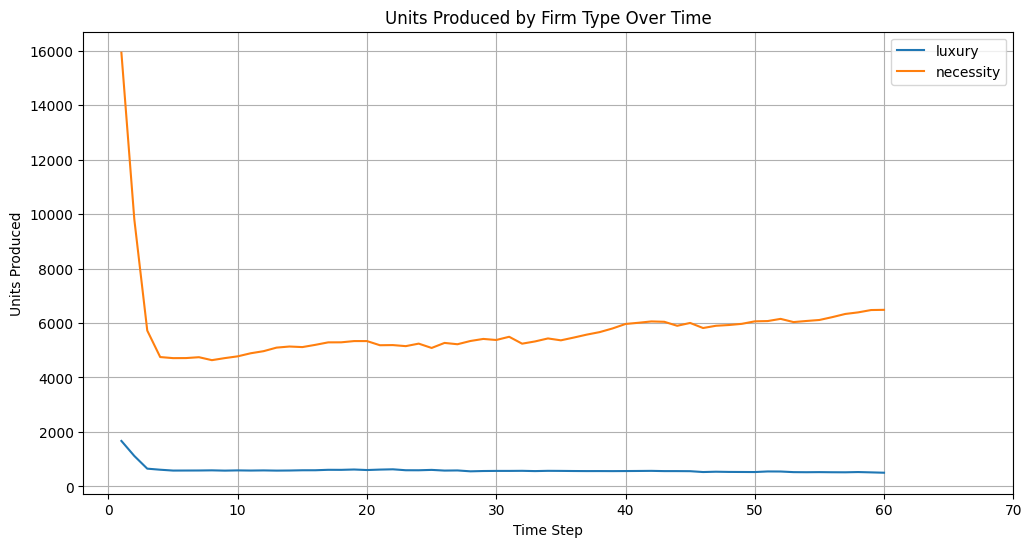 Units Produced by Firm Type Over Time
luxury
necessity
Units Produced
16000
14000
12000
10000
8000
6000
4000
2000
0
0 10 20 30 40 50 60 70
Time Step